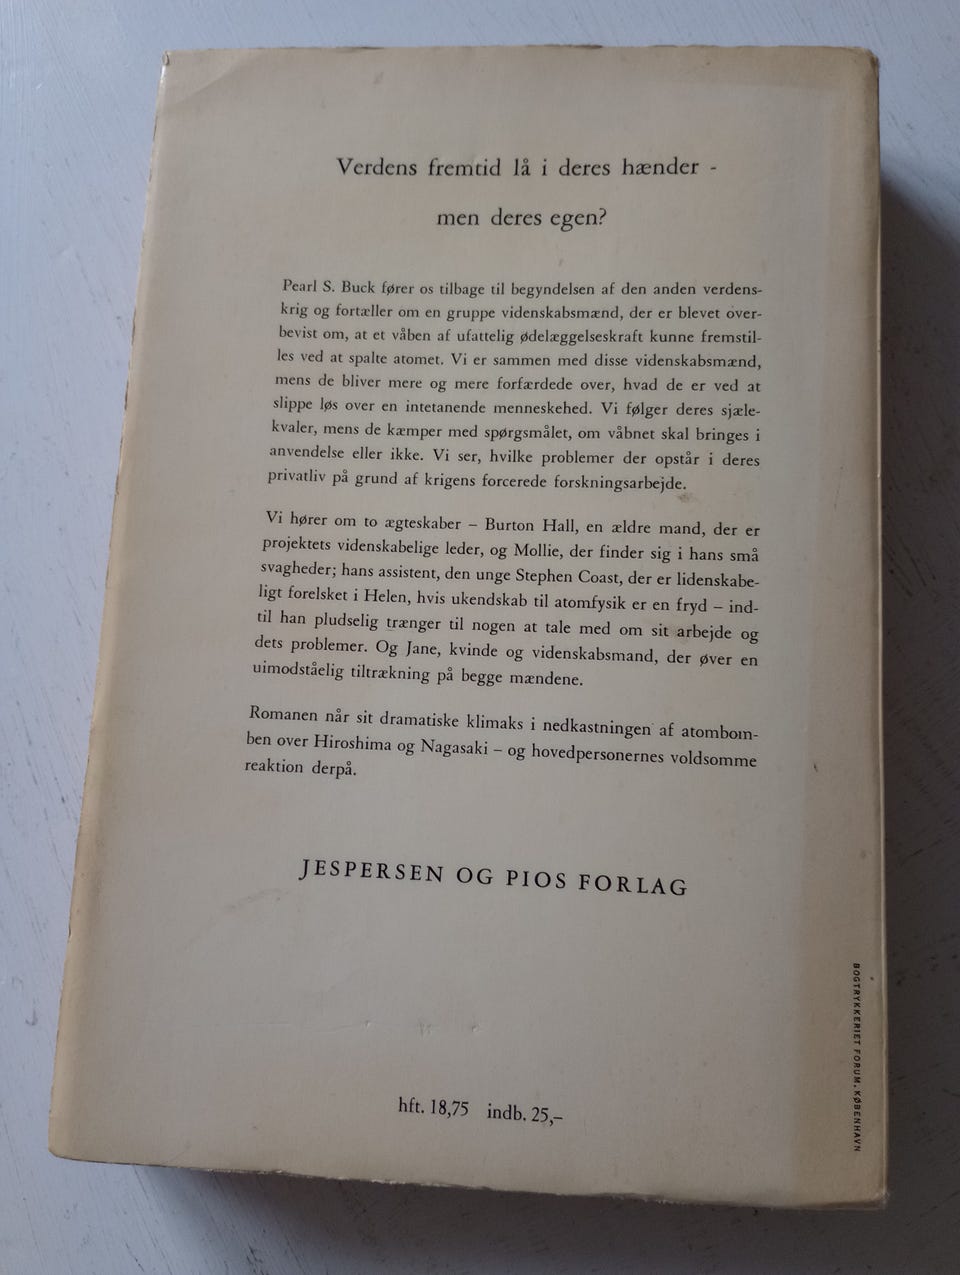 Verdens fremtid lå i deres hænder -
men deres egen?
Pearl S. Buck fører os tilbage til begyndelsen af den anden verdens-
krig og fortæller om en gruppe videnskabsmænd, der er blevet over-
bevist om, at et våben af ufattelig ødelæggelseskraft kunne fremstil-
les ved at spalte atomet. Vi er sammen med disse videnskabsmænd,
mens de bliver mere og mere forfærdede over, hvad de er ved at
slippe løs over en intetanende menneskehed. Vi følger deres sjæle-
kvaler, mens de kæmper med spørgsmålet, om våbnet skal bringes i
anvendelse eller ikke. Vi ser, hvilke problemer der opstår i deres
privatliv på grund af krigens forcerede forskningsarbejde.
Vi hører om to ægteskaber – Burton Hall, en ældre mand, der er
projektets videnskabelige leder, og Mollie, der finder sig i hans små
svagheder; hans assistent, den unge Stephen Coast, der er lidenskabe-
ligt forelsket i Helen, hvis ukendskab til atomfysik er en fryd – ind-
til han pludselig trænger til nogen at tale med om sit arbejde og
dets problemer. Og Jane, kvinde og videnskabsmand, der øver en
uimodståelig tiltrækning på begge mændene.
Romanen når sit dramatiske klimaks i nedkastningen af atombom-
ben over Hiroshima og Nagasaki – og hovedpersonernes voldsomme
reaktion derpå.
JESPERSEN OG PIOS FORLAG
hft. 18,75 indb. 25,–
BOGTRYKKERIET FORUM, KØBENHAVN